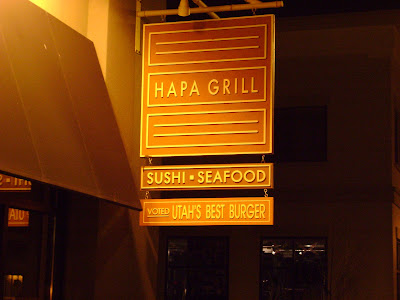 HAPA GRILL
SUSHI ▪ SEAFOOD
VOTED UTAH'S BEST BURGER